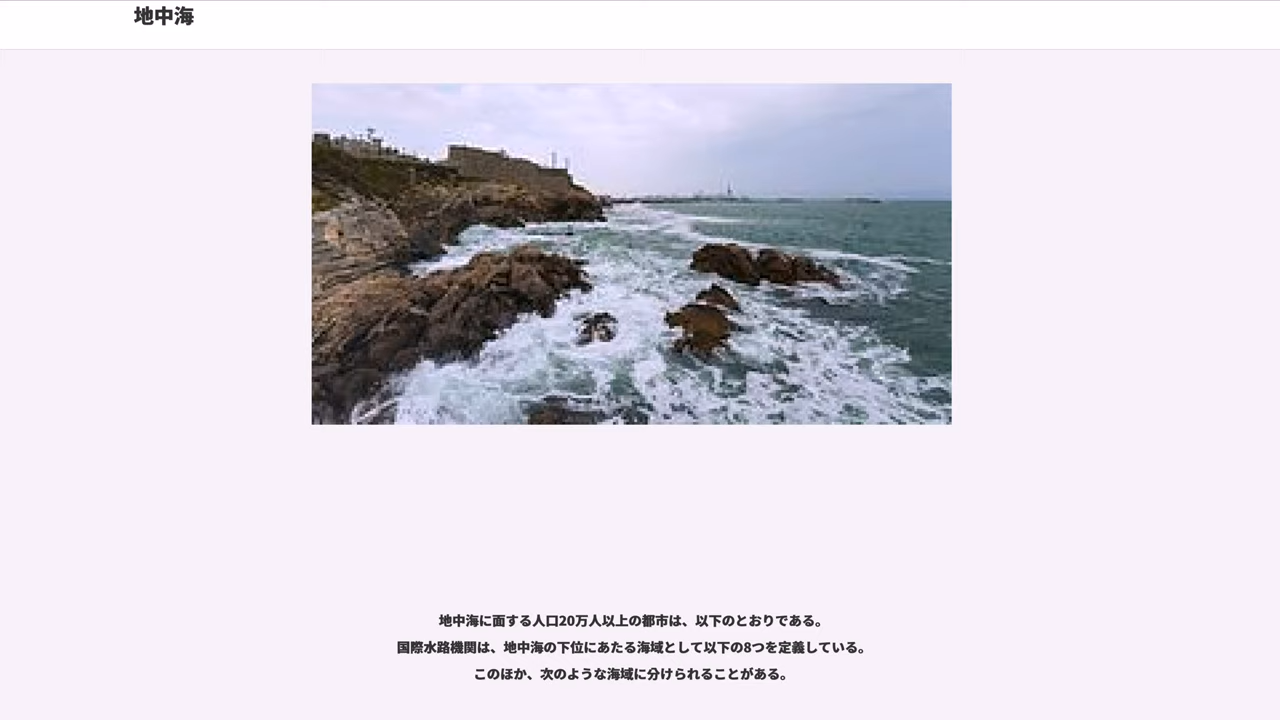 地中海
地中海に面する人口20万人以上の都市は、以下のとおりである。
国際水路機関は、地中海の下位にあたる海域として以下の8つを定義している。
このほか、次のような海域に分けられることがある。